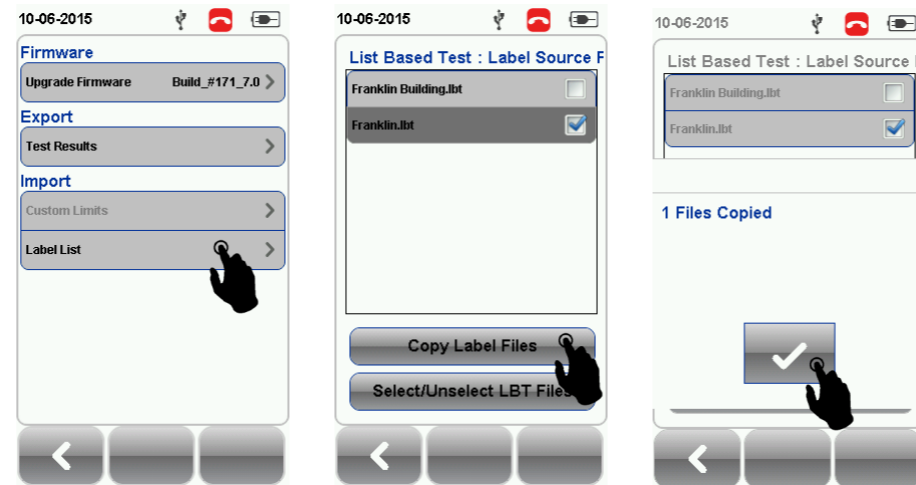 10-06-2015
Firmware
Upgrade Firmware Build_#171_7.0
Export
Test Results
Import
Custom Limits
Label List
10-06-2015
List Based Test : Label Source F
Franklin Building.lbt
Franklin.lbt
Copy Label Files
Select/Unselect LBT Files
10-06-2015
List Based Test : Label Source
Franklin Building.lbt
Franklin.lbt
1 Files Copied